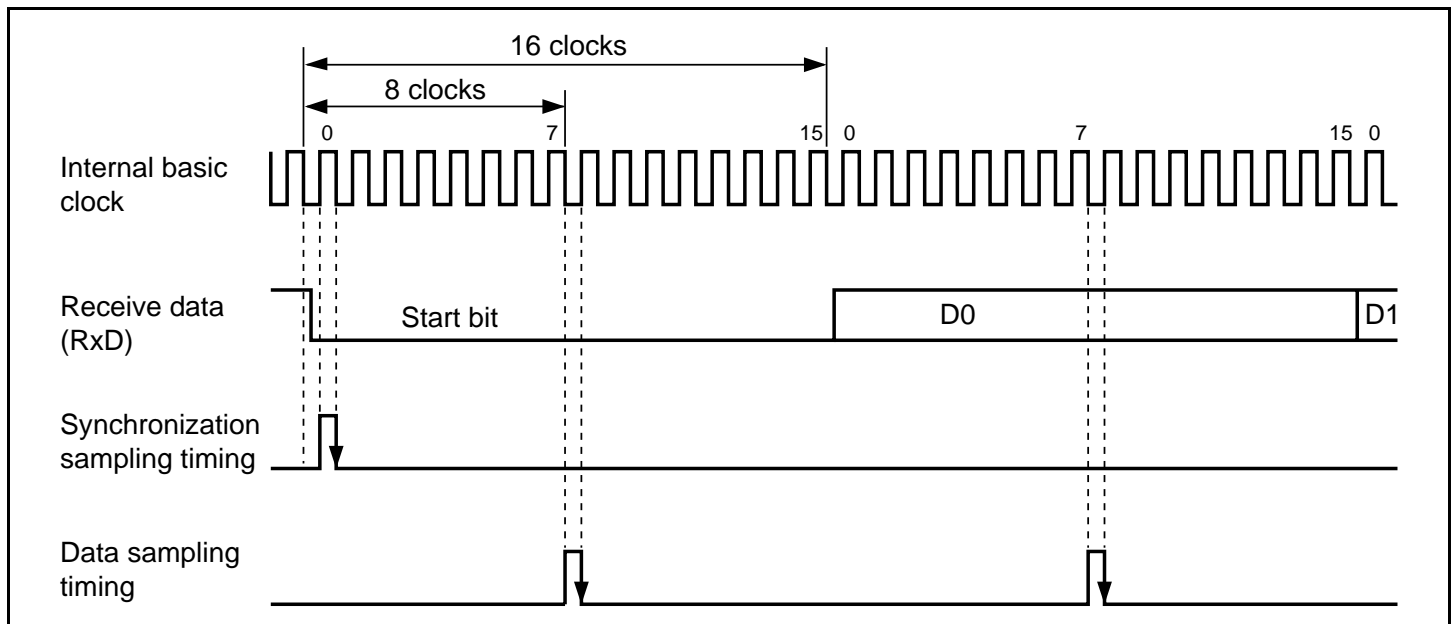 16 clocks
8 clocks
0 7 15 0 7 15 0
Internal basic
clock
Receive data
(RxD)
Start bit D0 D1
Synchronization
sampling timing
Data sampling
timing